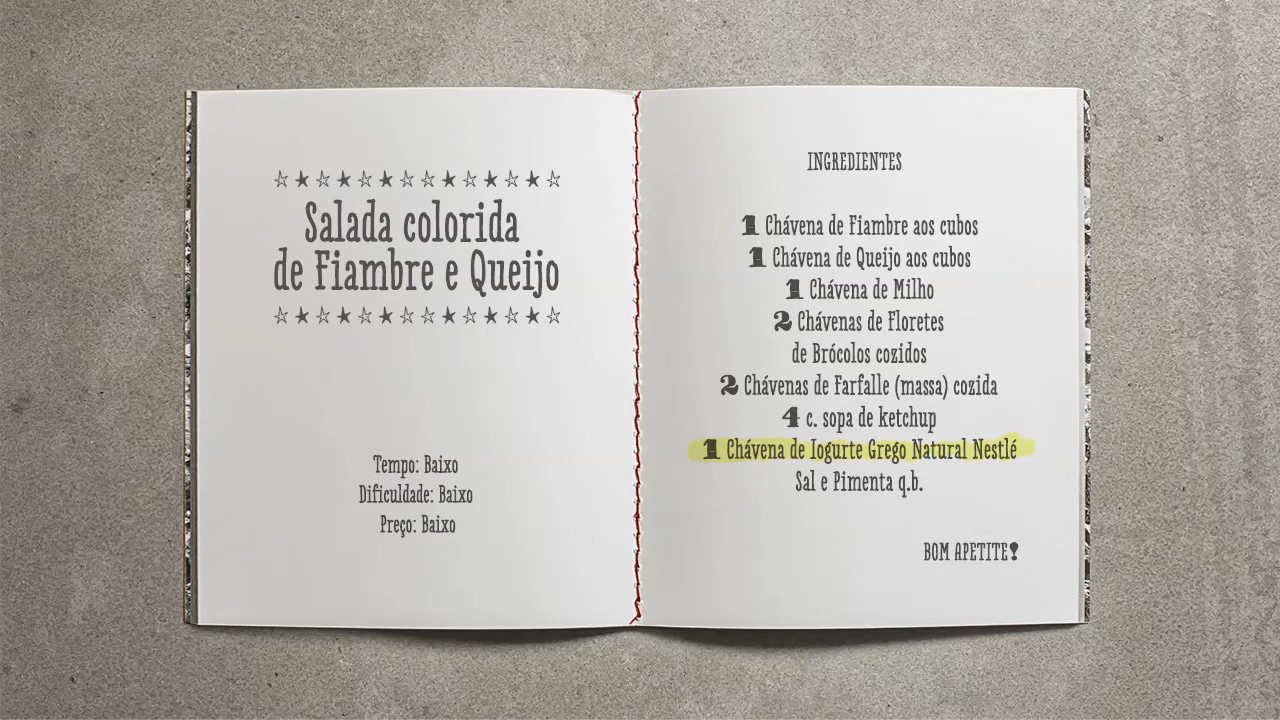 Salada colorida
de Fiambre e Queijo
Tempo: Baixo
Dificuldade: Baixo
Preço: Baixo
INGREDIENTES
1 Chávena de Fiambre aos cubos
1 Chávena de Queijo aos cubos
1 Chávena de Milho
2 Chávenas de Floretes
de Brócolos cozidos
2 Chávenas de Farfalle (massa) cozida
4 c. sopa de ketchup
1 Chávena de Iogurte Grego Natural Nestlé
Sal e Pimenta q.b.
BOM APETITE!